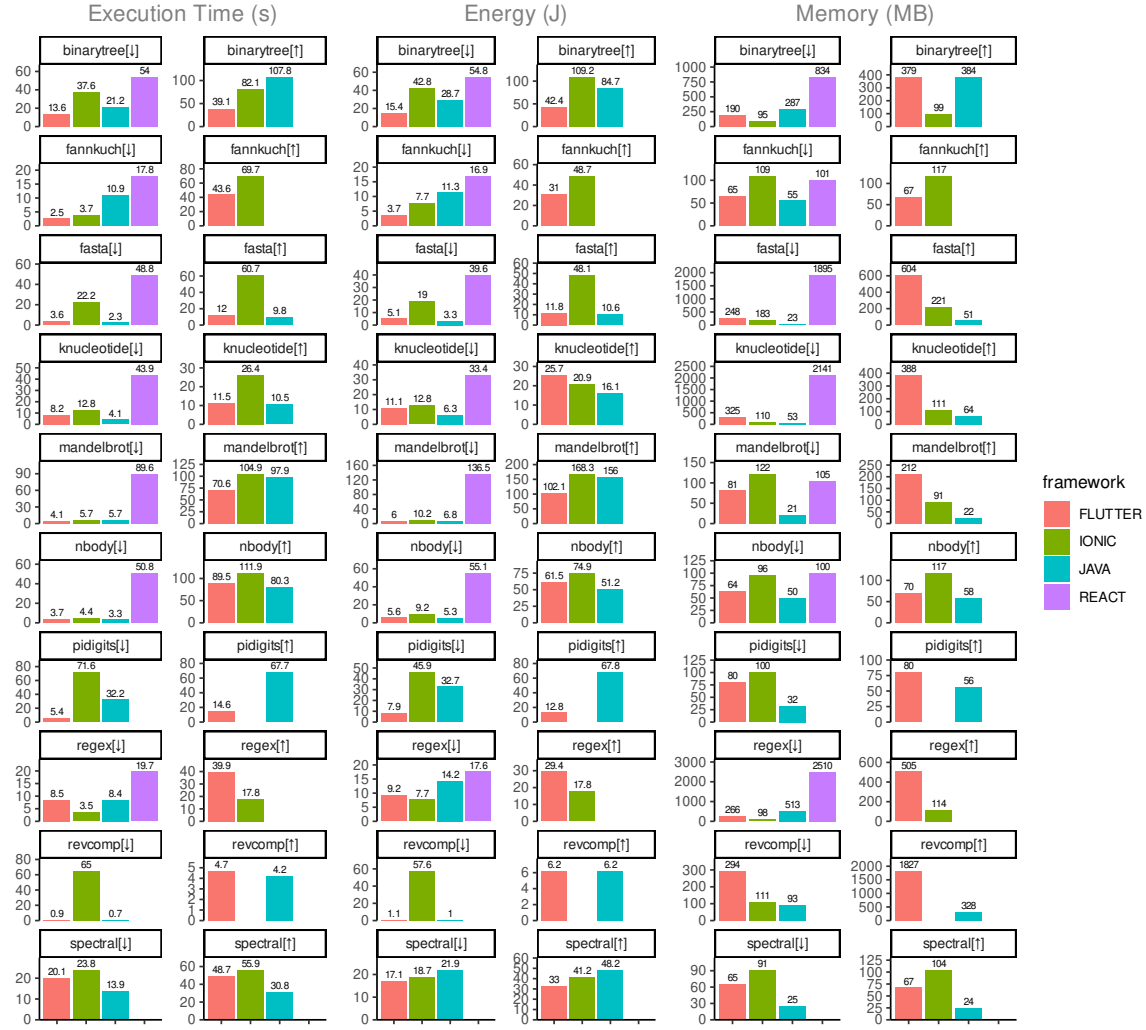 Execution Time (s) Energy (J) Memory (MB)
binarytree[↓] binarytree[↑] binarytree[↓] binarytree[↑] binarytree[↓] binarytree[↑]
60 40 20 0 13.6 37.6 21.2 54
100 50 0 39.1 82.1 107.8
60 40 20 0 15.4 42.8 28.7 54.8
100 50 0 42.4 109.2 84.7
1000 750 500 250 0 190 95 287 834
400 300 200 100 0 379 99 384
fannkuch[↓] fannkuch[↑] fannkuch[↓] fannkuch[↑] fannkuch[↓] fannkuch[↑]
20 15 10 5 0 2.5 3.7 10.9 17.8
80 60 40 20 0 43.6 69.7
20 15 10 5 0 3.7 7.7 11.3 16.9
60 40 20 0 31 48.7
100 50 0 65 109 55 101
100 50 0 67 117
fasta[↓] fasta[↑] fasta[↓] fasta[↑] fasta[↓] fasta[↑]
60 40 20 0 3.6 22.2 2.3 48.8
60 40 20 0 12 60.7 9.8
40 30 20 10 0 5.1 19 3.3 39.6
60 50 40 30 20 10 0 11.8 48.1 10.6
2000 1500 1000 500 0 248 183 23 1895
600 400 200 0 604 221 51
knucleotide[↓] knucleotide[↑] knucleotide[↓] knucleotide[↑] knucleotide[↓] knucleotide[↑]
50 40 30 20 10 0 8.2 12.8 4.1 43.9
30 20 10 0 11.5 26.4 10.5
40 30 20 10 0 11.1 12.8 6.3 33.4
30 20 10 0 25.7 20.9 16.1
2500 2000 1500 1000 500 0 325 110 53 2141
400 300 200 100 0 388 111 64
mandelbrot[↓] mandelbrot[↑] mandelbrot[↓] mandelbrot[↑] mandelbrot[↓] mandelbrot[↑]
90 60 30 0 4.1 5.7 5.7 89.6
125 100 75 50 25 0 70.6 104.9 97.9
160 120 80 40 0 6 10.2 6.8 136.5
200 150 100 50 0 102.1 168.3 156
150 100 50 0 81 122 21 105
250 200 150 100 50 0 212 91 22
framework
FLUTTER
IONIC
JAVA
REACT
nbody[↓] nbody[↑] nbody[↓] nbody[↑] nbody[↓] nbody[↑]
60 40 20 0 3.7 4.4 3.3 50.8
100 50 0 89.5 111.9 80.3
60 40 20 0 5.6 9.2 5.3 55.1
75 50 25 0 61.5 74.9 51.2
125 100 75 50 25 0 64 96 50 100
100 50 0 70 117 58
pidigits[↓] pidigits[↑] pidigits[↓] pidigits[↑] pidigits[↓] pidigits[↑]
80 60 40 20 0 5.4 71.6 32.2
80 60 40 20 0 14.6 67.7
50 40 30 20 10 0 7.9 45.9 32.7
80 60 40 20 0 12.8 67.8
125 100 75 50 25 0 80 100 32
100 75 50 25 0 80 56
regex[↓] regex[↑] regex[↓] regex[↑] regex[↓] regex[↑]
20 15 10 5 0 8.5 3.5 8.4 19.7
40 30 20 10 0 39.9 17.8
20 15 10 5 0 9.2 7.7 14.2 17.6
30 20 10 0 29.4 17.8
3000 2000 1000 0 266 98 513 2510
600 400 200 0 505 114
revcomp[↓] revcomp[↑] revcomp[↓] revcomp[↑] revcomp[↓] revcomp[↑]
80 60 40 20 0 0.9 65 0.7
5 4 3 2 1 0 4.7 4.2
60 40 20 0 1.1 57.6 1
6 4 2 0 6.2 6.2
300 200 100 0 294 111 93
2000 1500 1000 500 0 1827 328
spectral[↓] spectral[↑] spectral[↓] spectral[↑] spectral[↓] spectral[↑]
20 10 0 20.1 23.8 13.9
60 40 20 0 48.7 55.9 30.8
20 10 0 17.1 18.7 21.9
60 50 40 30 20 10 0 33 41.2 48.2
90 60 30 0 65 91 25
125 100 75 50 25 0 67 104 24